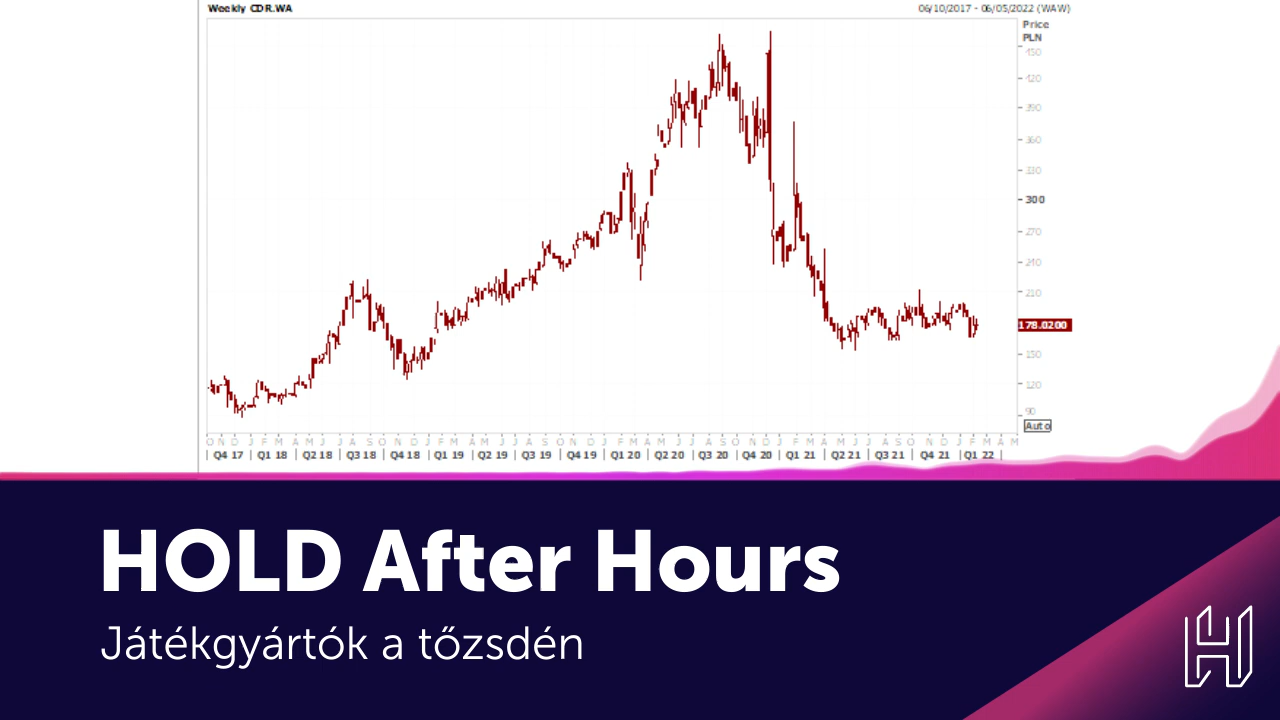 Weekly CDR.WA
06/10/2017 - 06/05/2022 (WAW)
Price
PLN
450
420
390
360
330
300
270
240
210
178.0200
150
120
90
Auto
O N D J F M A M J J A S O N D J F M A M J J A S O N D J F M A M J J A S O N D J F M A M J J A S O N D J F M A M
Q4 17 Q1 18 Q2 18 Q3 18 Q4 18 Q1 19 Q2 19 Q3 19 Q4 19 Q1 20 Q2 20 Q3 20 Q4 20 Q1 21 Q2 21 Q3 21 Q4 21 Q1 22
HOLD After Hours
Játékgyártók a tőzsdén